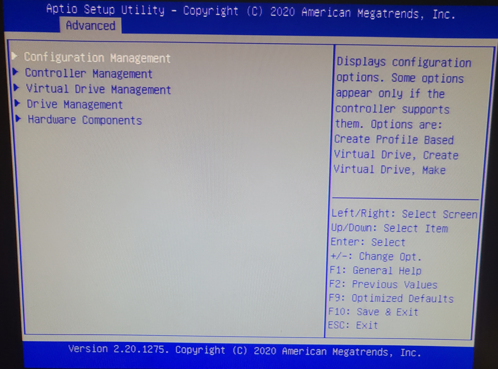 Aptio Setup Utility – Copyright (C) 2020 American Megatrends, Inc.
Advanced
Configuration Management
Controller Management
Virtual Drive Management
Drive Management
Hardware Components
Displays configuration
options. Some options
appear only if the
controller supports
them. Options are:
Create Profile Based
Virtual Drive, Create
Virtual Drive, Make
Left/Right: Select Screen
Up/Down: Select Item
Enter: Select
+/-: Change Opt.
F1: General Help
F2: Previous Values
F9: Optimized Defaults
F10: Save & Exit
ESC: Exit
Version 2.20.1275. Copyright (C) 2020 American Megatrends, Inc.